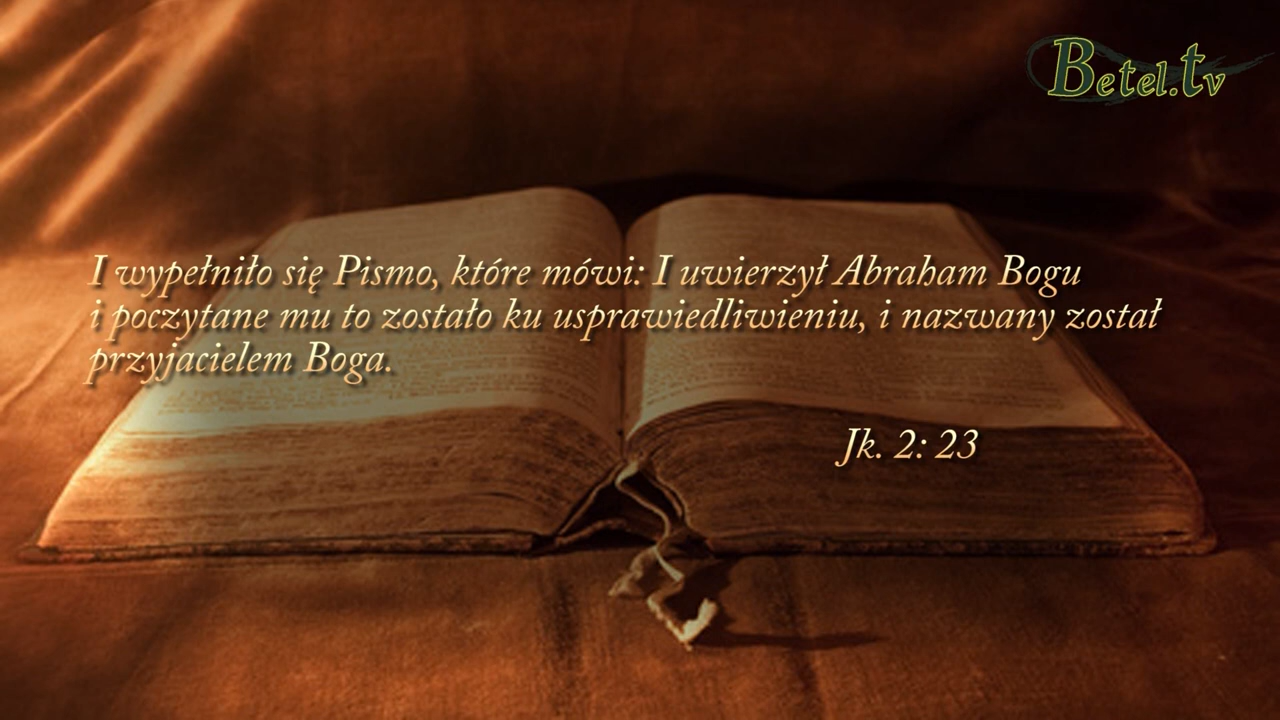 Betel.tv
I wypełniło się Pismo, które mówi: I uwierzył Abraham Bogu
i poczytane mu to zostało ku usprawiedliwieniu, i nazwany został
przyjacielem Boga.
Jk. 2: 23